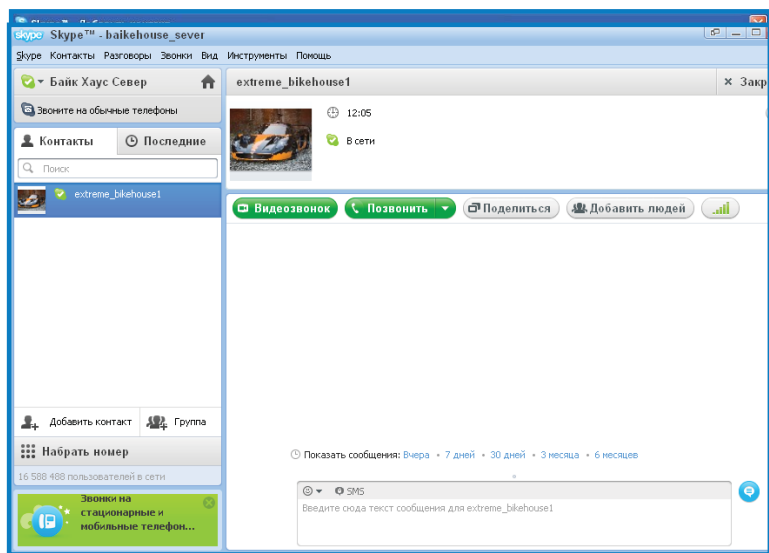 skype Skype™ - baikehouse_sever
Skype Контакты Разговоры Звонки Вид Инструменты Помощь
Байк Хаус Север
Звоните на обычные телефоны
Контакты Последние
Поиск
extreme_bikehouse1
Добавить контакт Группа
Набрать номер
16 588 488 пользователей в сети
Звонки на
стационарные и
мобильные телефон...
extreme_bikehouse1 × Закр
12:05
В сети
Видеозвонок Позвонить Поделиться Добавить людей
Показать сообщения: Вчера • 7 дней • 30 дней • 3 месяца • 6 месяцев
SMS
Введите сюда текст сообщения для extreme_bikehouse1